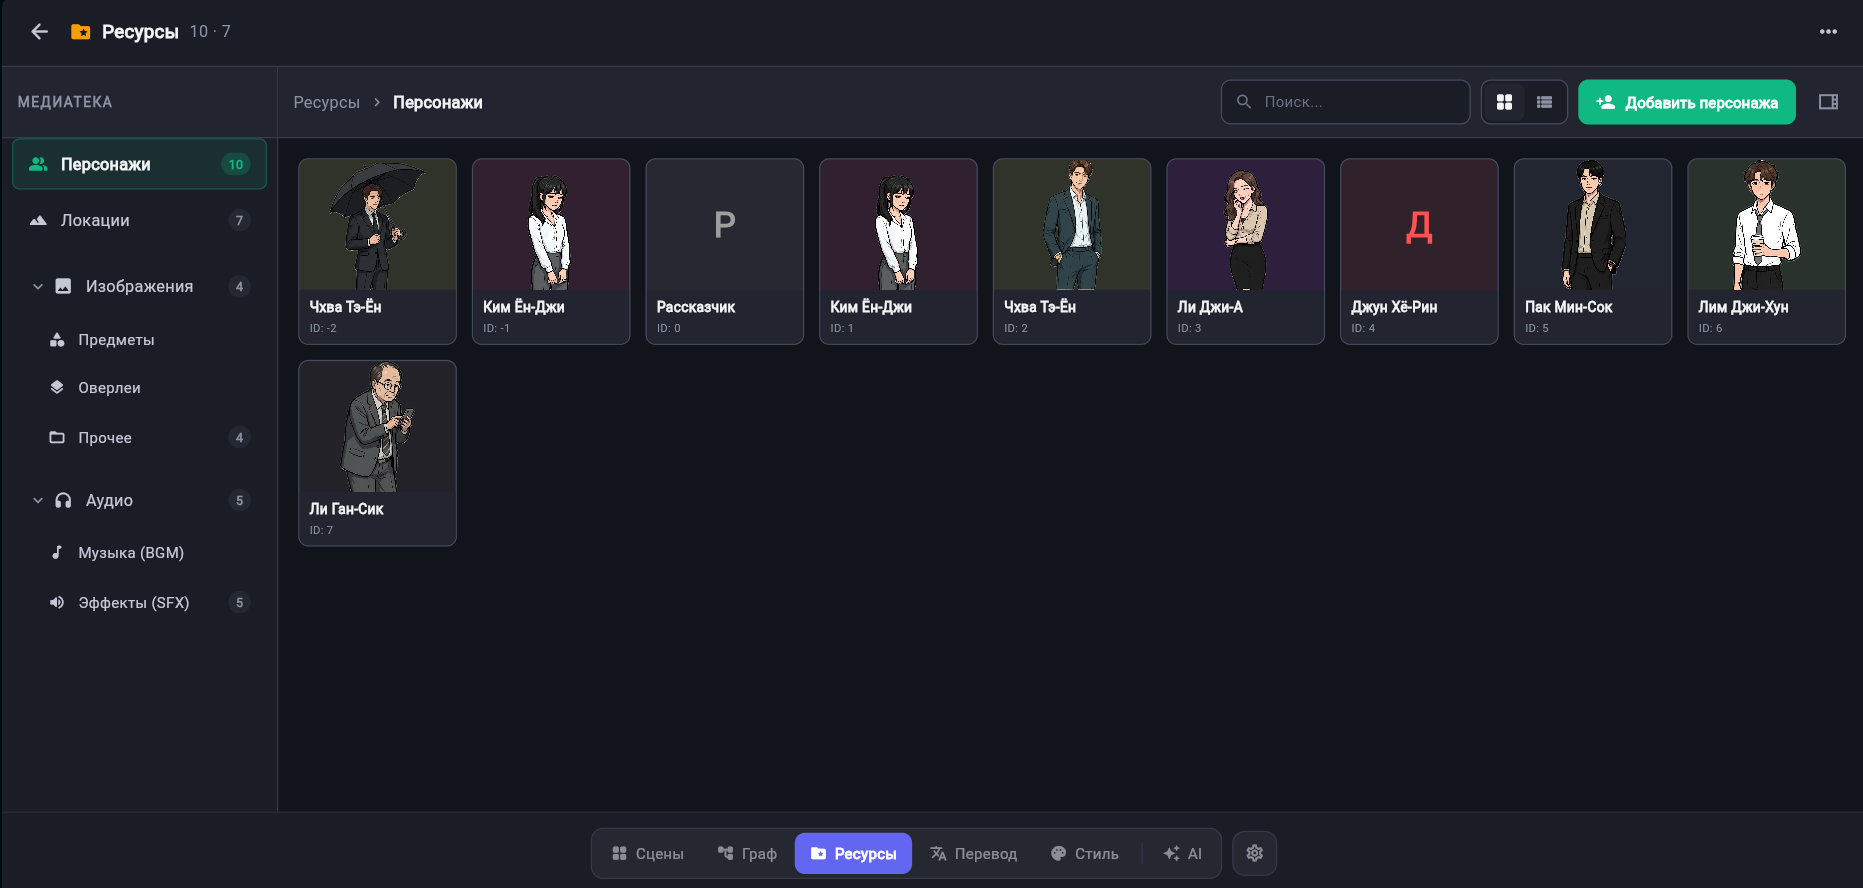 Ресурсы 10 · 7
МЕДИАТЕКА
Ресурсы > Персонажи
Поиск...
Добавить персонажа
Персонажи 10
Локации 7
Изображения 4
Предметы
Оверлеи
Прочее 4
Аудио 5
Музыка (BGM)
Эффекты (SFX) 5
Чхва Тэ-Ён
ID: -2
Ким Ён-Джи
ID: -1
Р
Рассказчик
ID: 0
Ким Ён-Джи
ID: 1
Чхва Тэ-Ён
ID: 2
Ли Джи-А
ID: 3
Д
Джун Хё-Рин
ID: 4
Пак Мин-Сок
ID: 5
Лим Джи-Хун
ID: 6
Ли Ган-Сик
ID: 7
Сцены
Граф
Ресурсы
Перевод
Стиль
AI